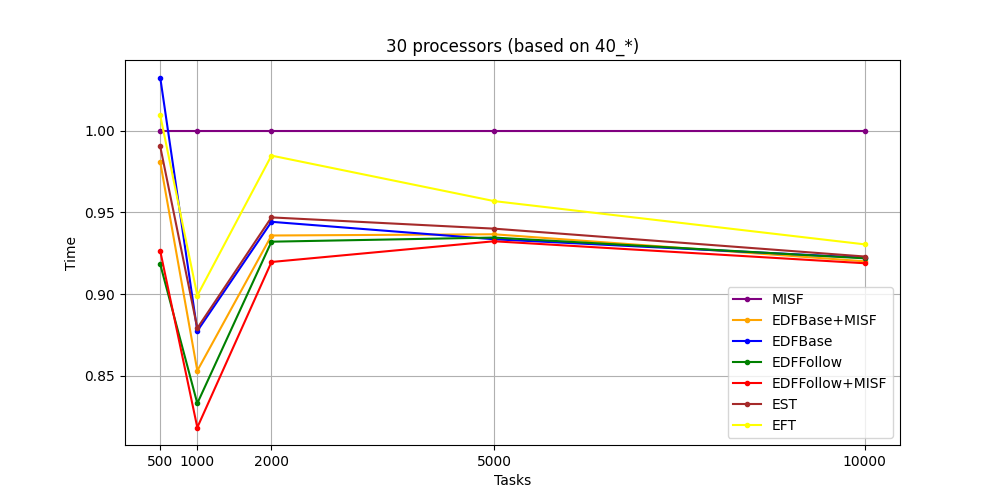 30 processors (based on 40_*)
Time
1.00
0.95
0.90
0.85
500 1000 2000 5000 10000
Tasks
MISF
EDFBase+MISF
EDFBase
EDFFollow
EDFFollow+MISF
EST
EFT